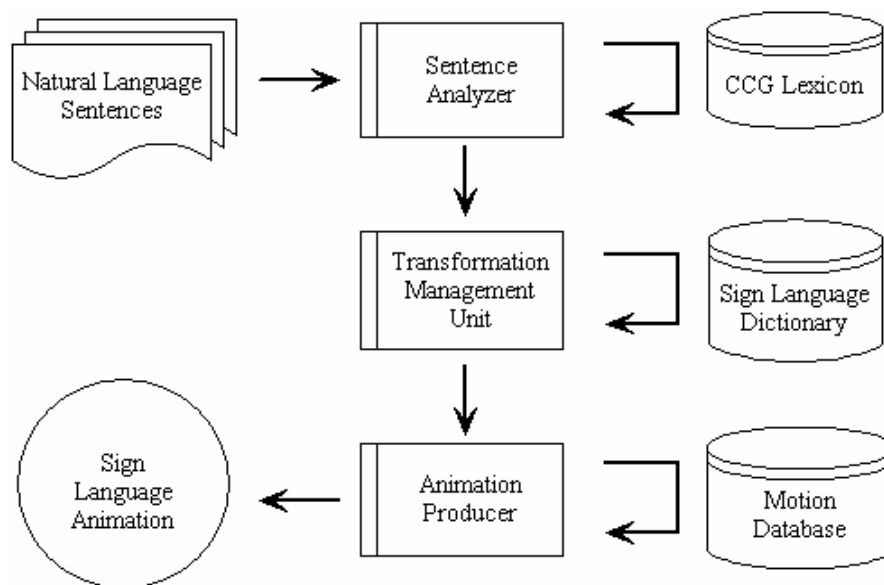 Natural Language
Sentences
Sentence
Analyzer
CCG Lexicon
Transformation
Management
Unit
Sign Language
Dictionary
Sign
Language
Animation
Animation
Producer
Motion
Database